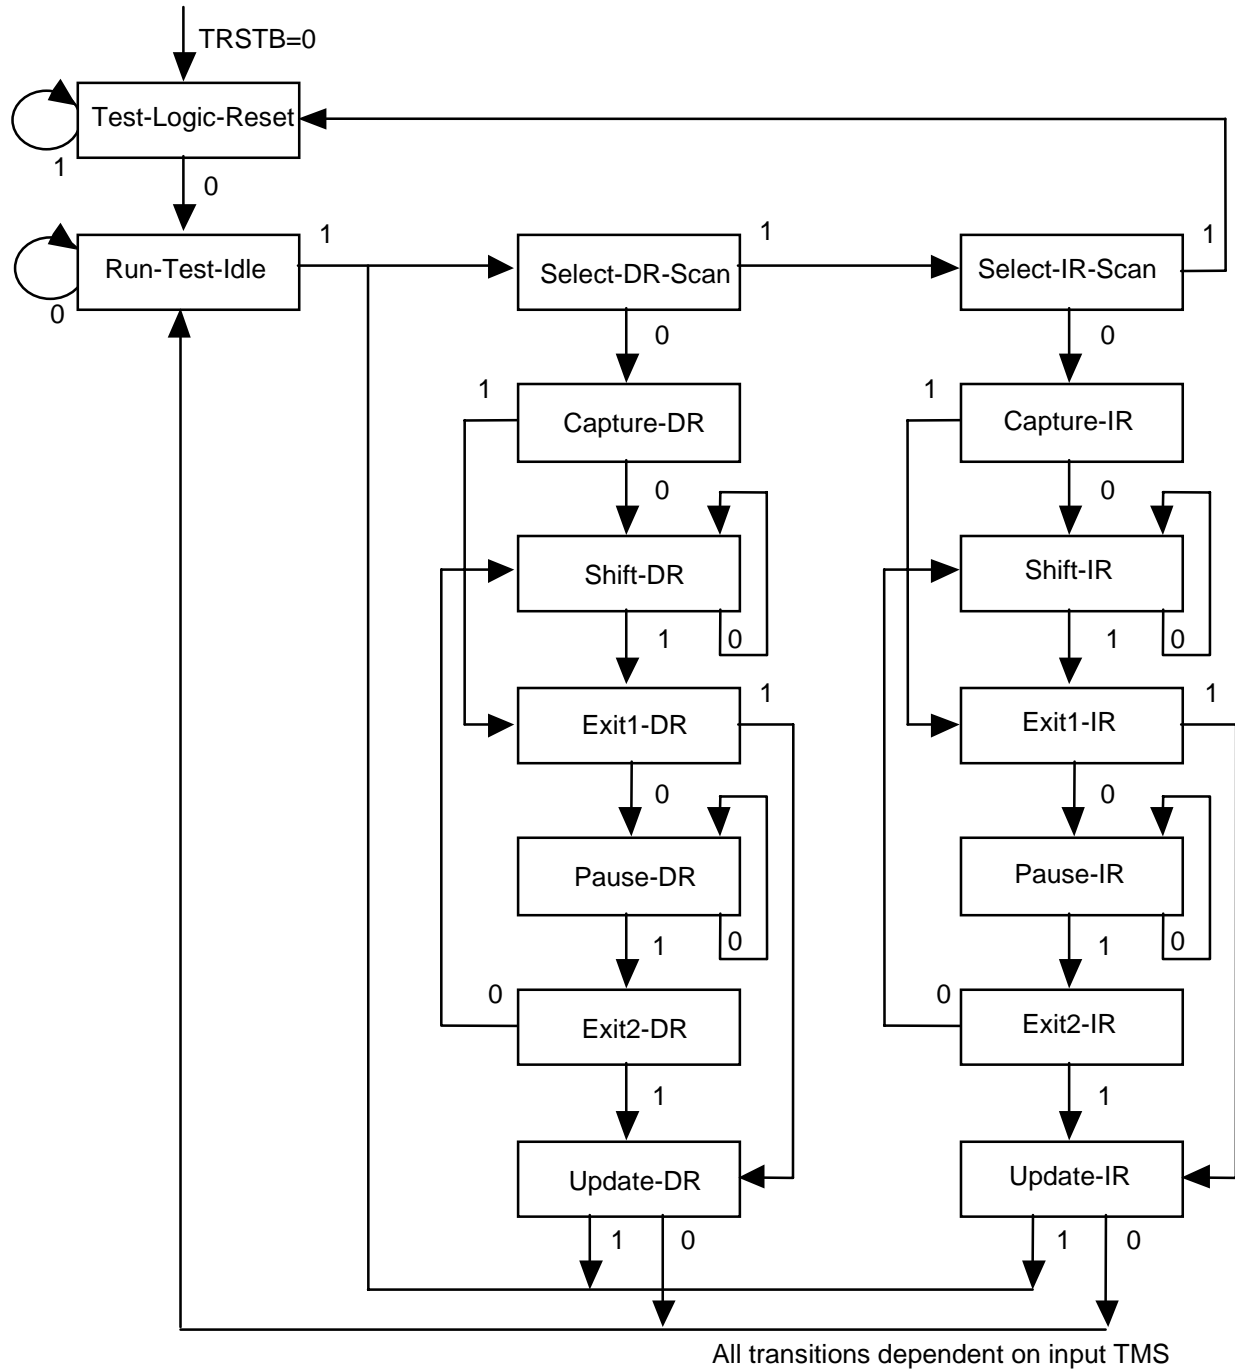 TRSTB=0
Test-Logic-Reset
1
0
Run-Test-Idle
1
0
Select-DR-Scan
1
Select-IR-Scan
1
0
0
1
Capture-DR
1
Capture-IR
0
0
Shift-DR
Shift-IR
1
0
1
0
Exit1-DR
1
Exit1-IR
1
0
0
Pause-DR
Pause-IR
1
0
1
0
0
Exit2-DR
0
Exit2-IR
1
1
Update-DR
Update-IR
1
0
1
0
All transitions dependent on input TMS